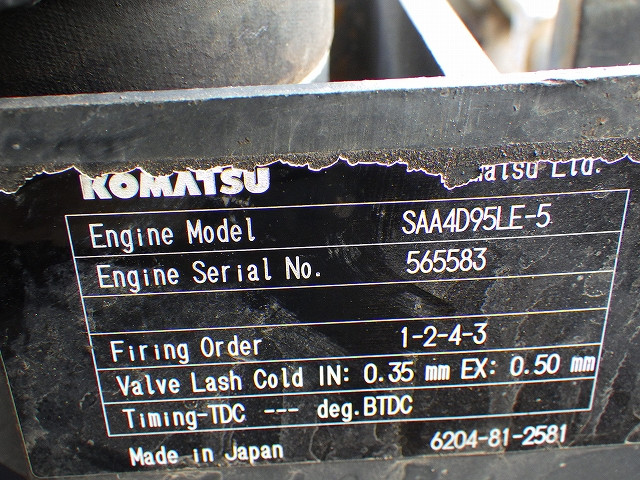 KOMATSU Ltd.
Engine Model SAA4D95LE-5
Engine Serial No. 565583
Firing Order 1-2-4-3
Valve Lash Cold IN: 0.35 mm EX: 0.50 mm
Timing-TDC --- deg.BTDC
Made in Japan 6204-81-2581